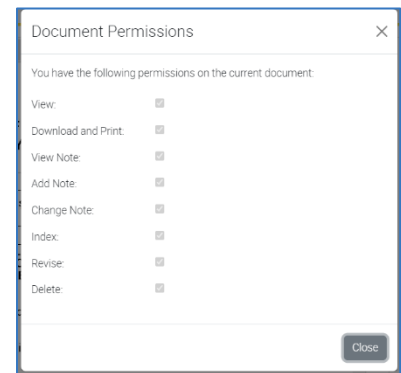 Document Permissions
You have the following permissions on the current document:
View:
Download and Print:
View Note:
Add Note:
Change Note:
Index:
Revise:
Delete:
Close